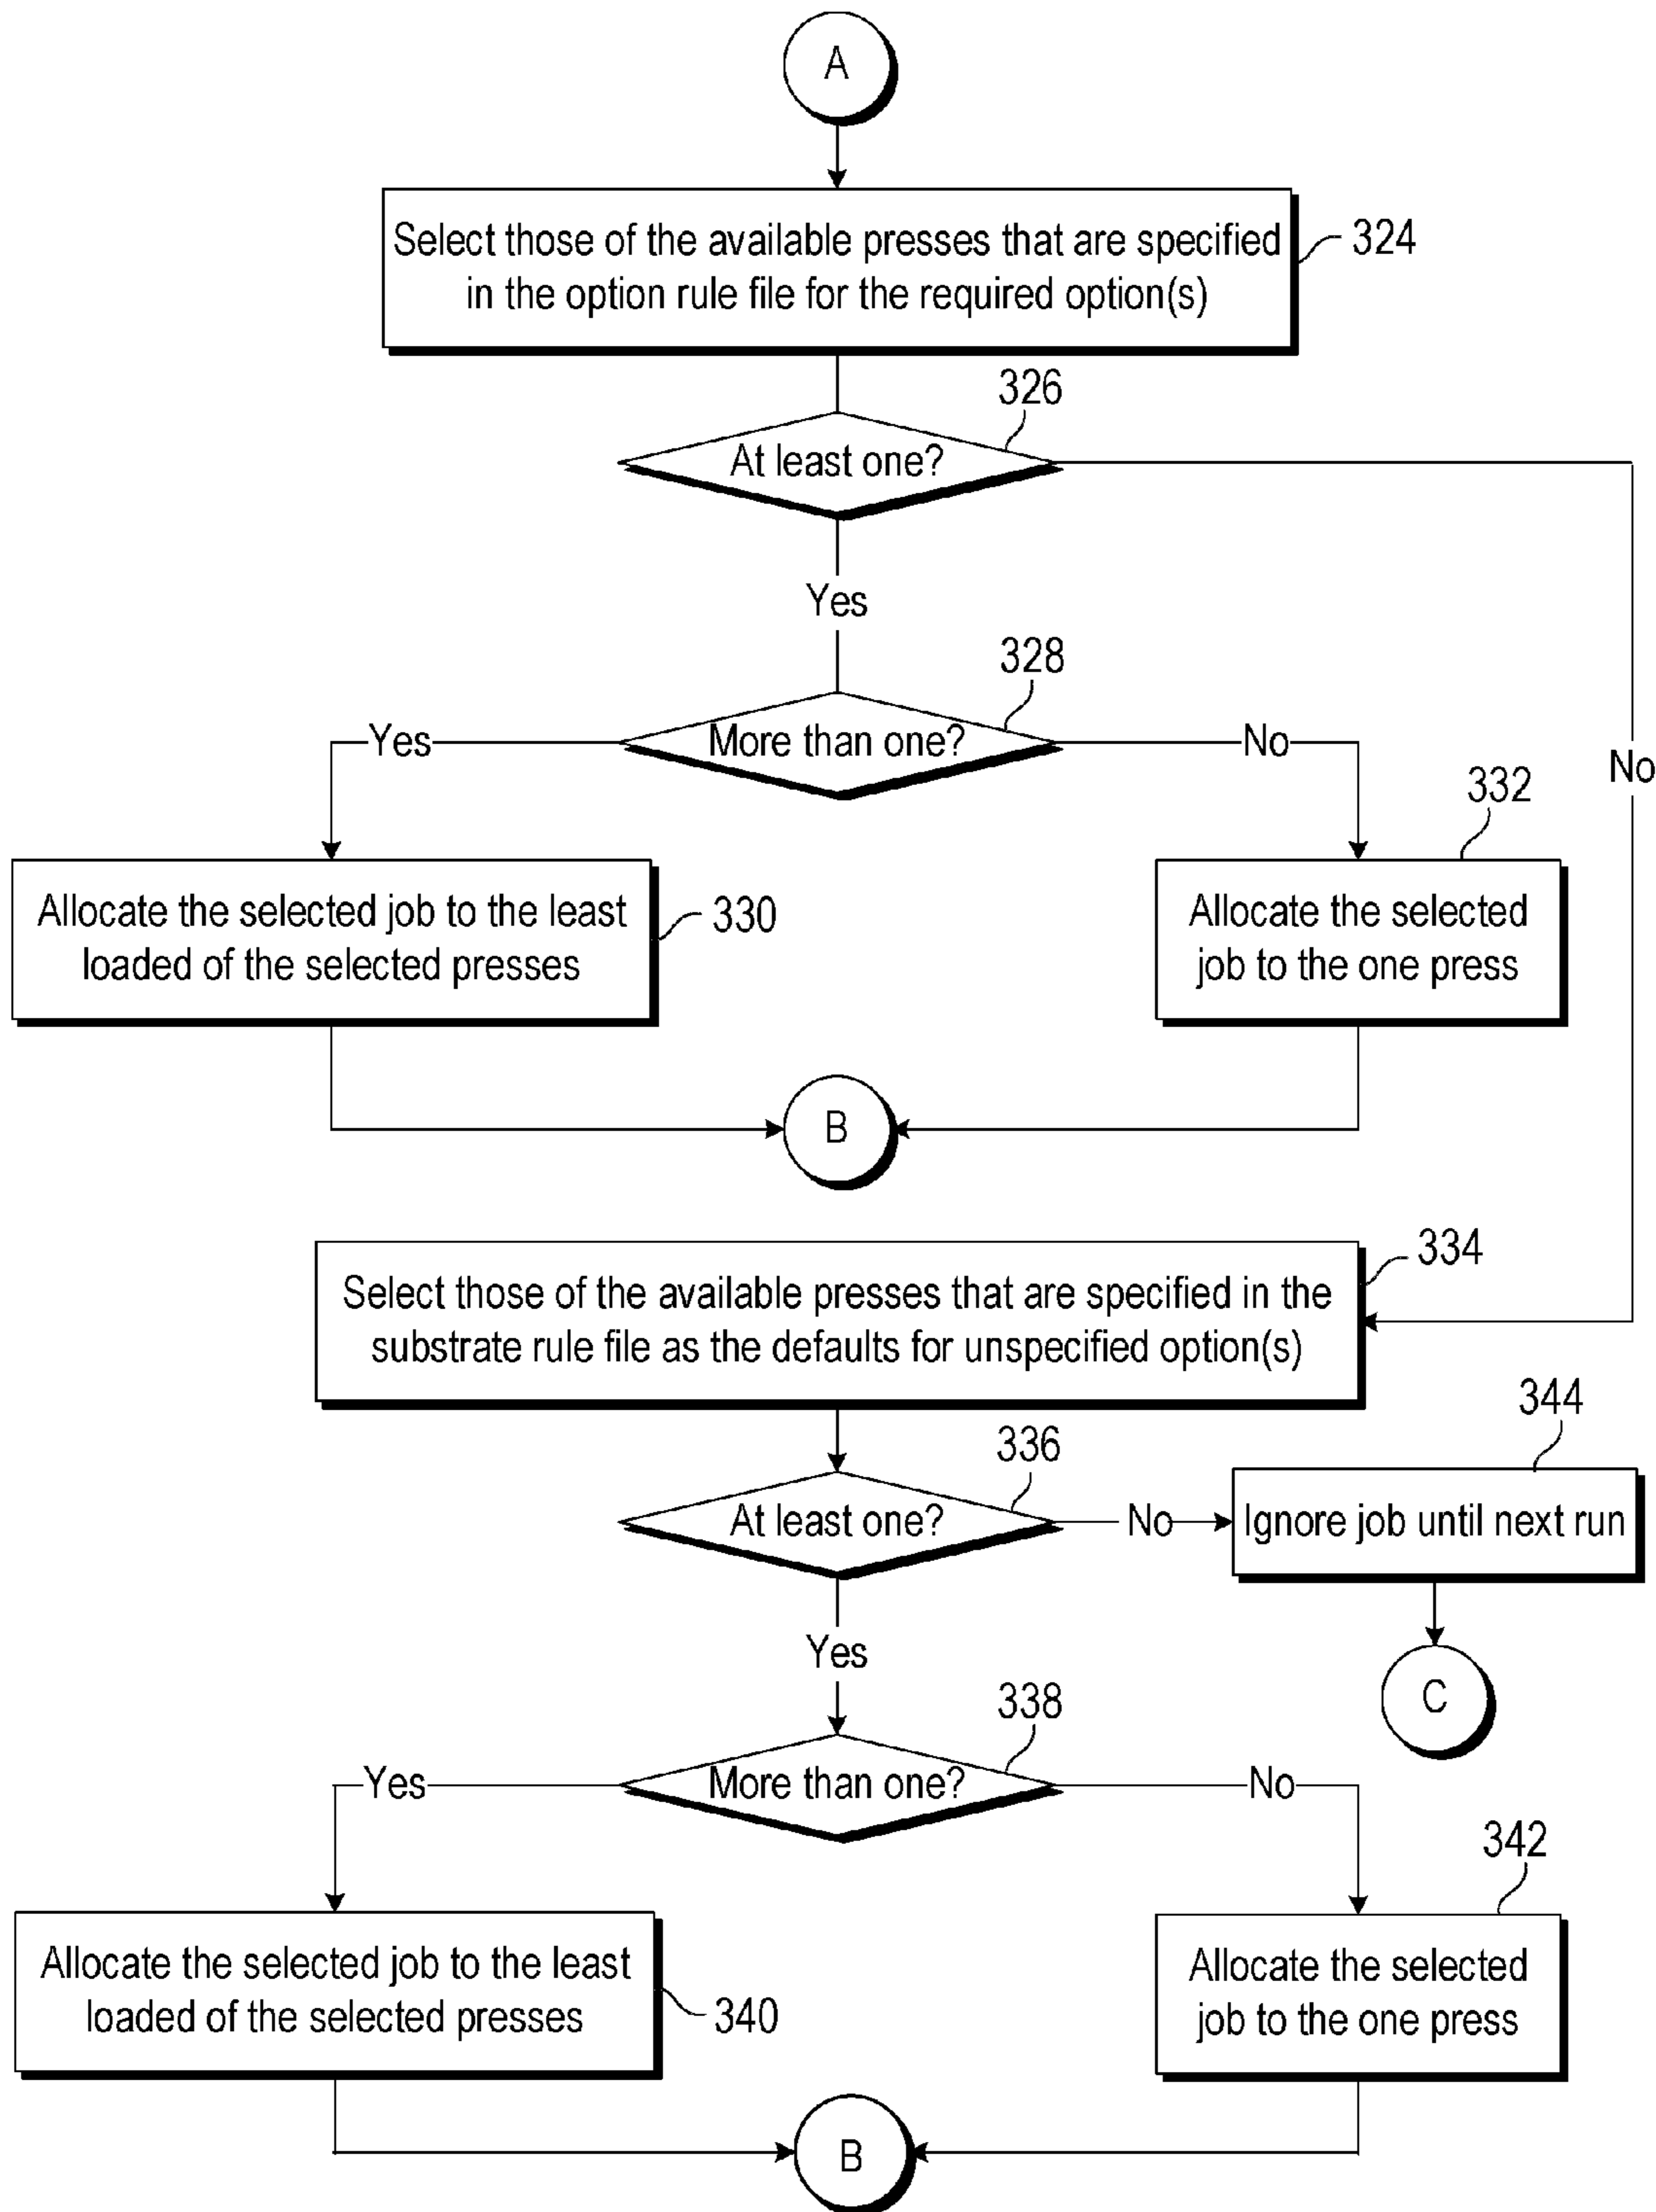 A
Select those of the available presses that are specified
in the option rule file for the required option(s)
324
326
At least one?
Yes
328
More than one?
Yes
No
No
332
Allocate the selected job to the least
loaded of the selected presses
330
Allocate the selected
job to the one press
B
334
Select those of the available presses that are specified in the
substrate rule file as the defaults for unspecified option(s)
344
336
At least one?
No
Ignore job until next run
Yes
C
338
More than one?
Yes
No
342
Allocate the selected job to the least
loaded of the selected presses
340
Allocate the selected
job to the one press
B